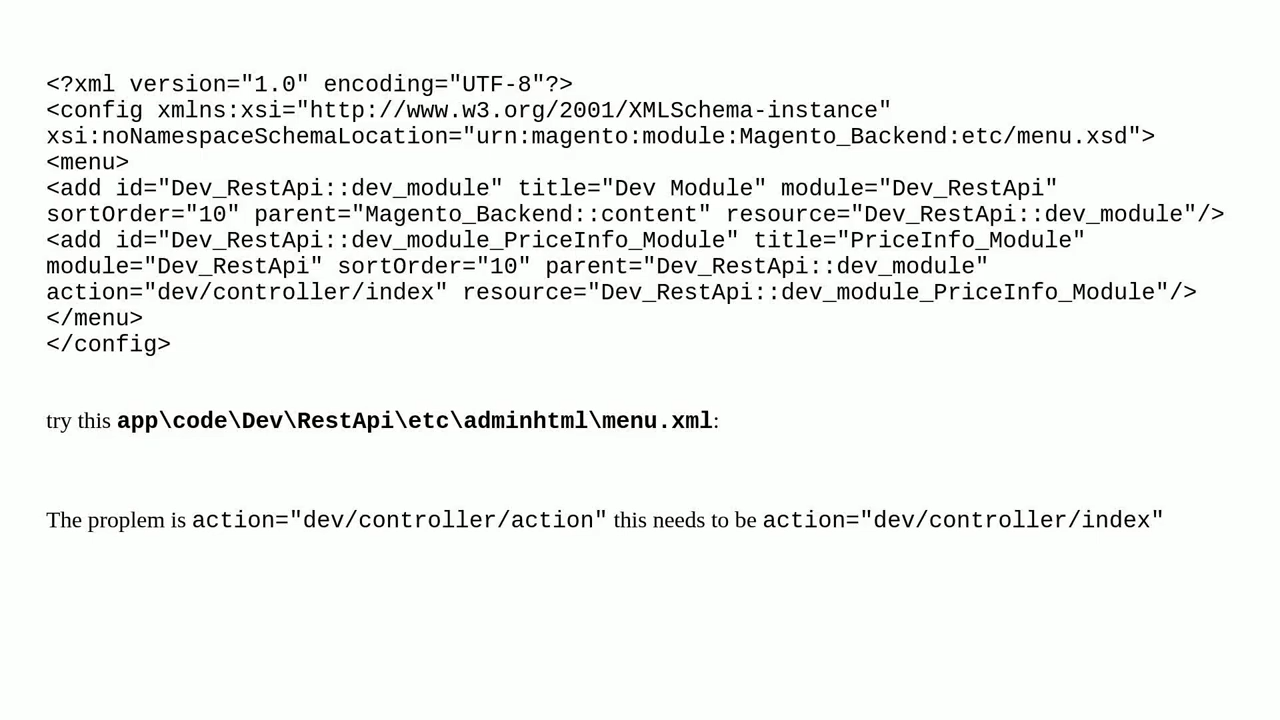 <?xml version="1.0" encoding="UTF-8"?>
<config xmlns:xsi="http://www.w3.org/2001/XMLSchema-instance"
xsi:noNamespaceSchemaLocation="urn:magento:module:Magento_Backend:etc/menu.xsd">
<menu>
<add id="Dev_RestApi::dev_module" title="Dev Module" module="Dev_RestApi"
sortOrder="10" parent="Magento_Backend::content" resource="Dev_RestApi::dev_module"/>
<add id="Dev_RestApi::dev_module_PriceInfo_Module" title="PriceInfo_Module"
module="Dev_RestApi" sortOrder="10" parent="Dev_RestApi::dev_module"
action="dev/controller/index" resource="Dev_RestApi::dev_module_PriceInfo_Module"/>
</menu>
</config>
try this app\code\Dev\RestApi\etc\adminhtml\menu.xml:
The proplem is action="dev/controller/action" this needs to be action="dev/controller/index"